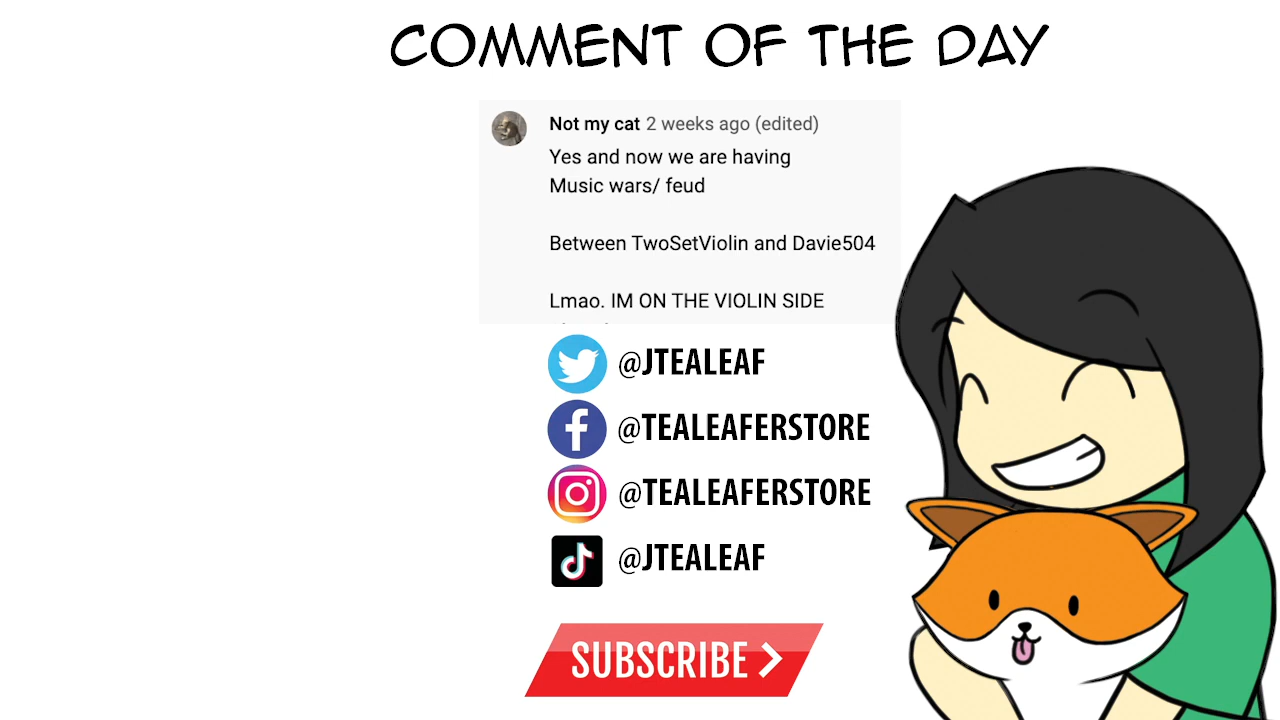 COMMENT OF THE DAY
Not my cat 2 weeks ago (edited)
Yes and now we are having
Music wars/ feud
Between TwoSetViolin and Davie504
Lmao. IM ON THE VIOLIN SIDE
@JTEALEAF
@TEALEAFERSTORE
@TEALEAFERSTORE
@JTEALEAF
SUBSCRIBE